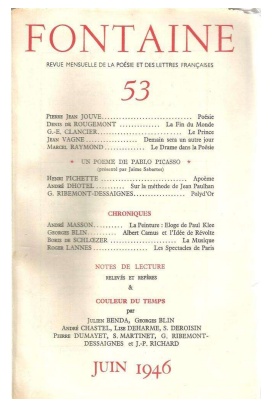 FONTAINE
REVUE MENSUELLE DE LA POÉSIE ET DES LETTRES FRANÇAISES
53
PIERRE JEAN JOUVE............................ Poésie
DENIS DE ROUGEMONT ............ La Fin du Monde
G.-E. CLANCIER.......................... Le Prince
JEAN VAGNE................ Demain sera un autre jour
MARCEL RAYMOND ............ Le Drame dans la Poésie
* UN POÈME DE PABLO PICASSO *
(présenté par Jaime Sabartes)
HENRI PICHETTE .......................... Apoème
ANDRÉ DHOTEL ........ Sur la méthode de Jean Paulhan
G. RIBEMONT-DESSAIGNES................ Polyd'Or
CHRONIQUES
ANDRÉ MASSON.......... La Peinture : Eloge de Paul Klee
GEORGES BLIN.......... Albert Camus et l'Idée de Révolte
BORIS DE SCHLŒZER .................. La Musique
ROGER LANNES ................ Les Spectacles de Paris
NOTES DE LECTURE
RELEVÉS ET REPÈRES
&
COULEUR DU TEMPS
par
JULIEN BENDA, GEORGES BLIN
ANDRÉ CHASTEL, LISE DEHARME, S. DEROISIN
PIERRE DUMAYET, S. MARTINET, G. RIBEMONT-
DESSAIGNES et J.-P. RICHARD
JUIN 1946